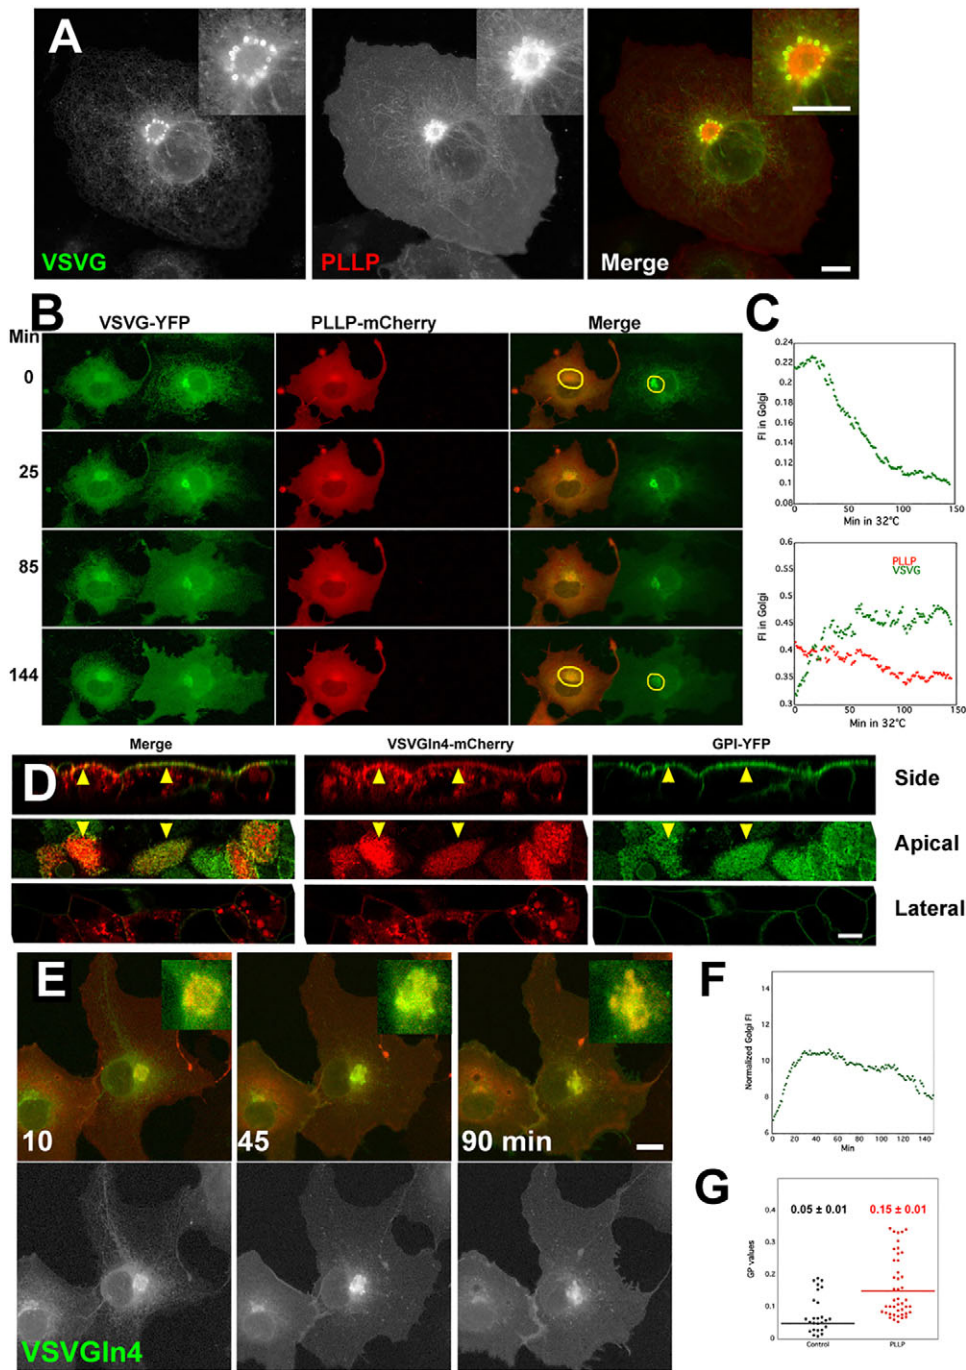 A
VSVG
PLLP
Merge
B
VSVG-YFP
PLLP-mCherry
Merge
Min
0
25
85
144
C
FI in Golgi
0.24
0.22
0.2
0.18
0.16
0.14
0.12
0.1
0.08
0 50 100 150
Min in 32°C
FI in Golgi
0.6
0.55
0.5
0.45
0.4
0.35
0.3
PLLP
VSVG
0 50 100 150
Min in 32°C
D
Merge
VSVGln4-mCherry
GPI-YFP
Side
Apical
Lateral
E
10
45
90 min
VSVGln4
F
Normalized Golgi FI
14
12
10
8
6
0 20 40 60 80 100 120 140
Min
G
GP values
0.4
0.3
0.2
0.1
0
0.05 ± 0.01
0.15 ± 0.01
Control
PLLP